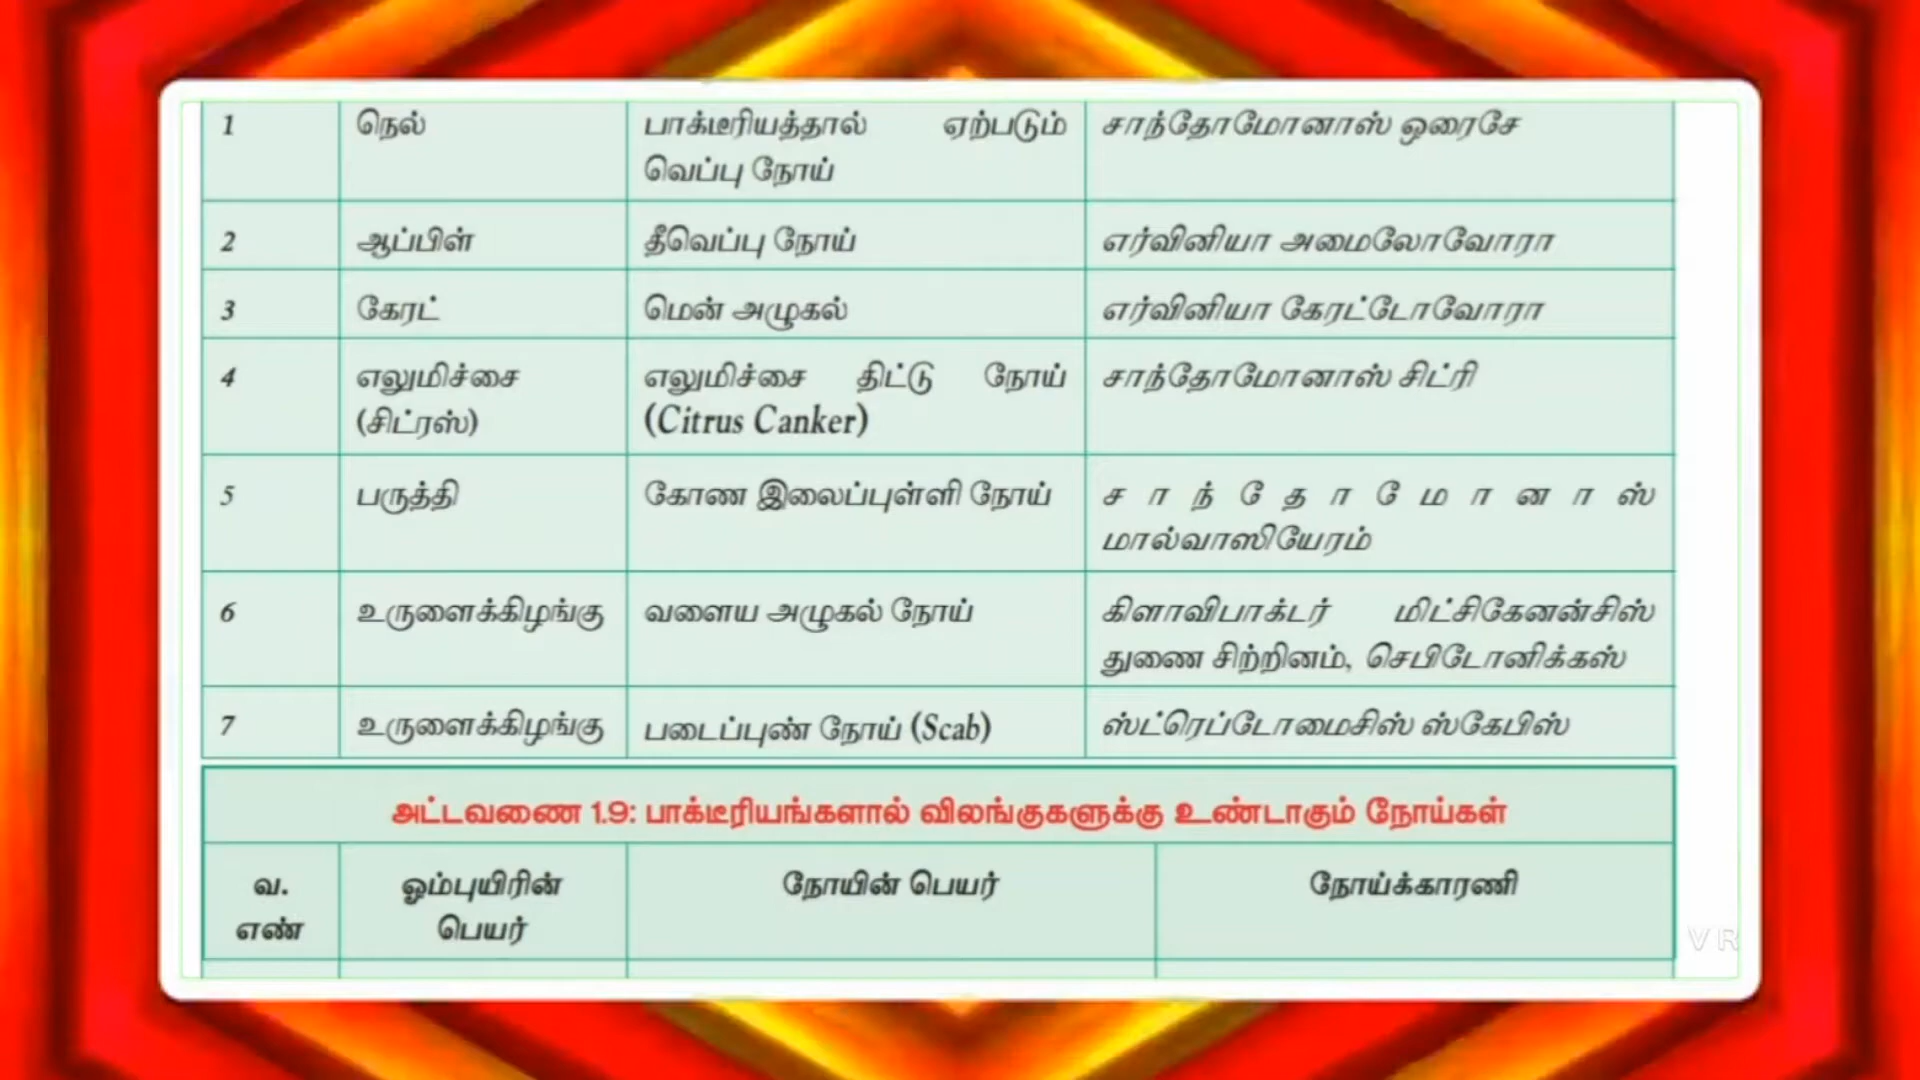 1 நெல் பாக்டீரியத்தால் ஏற்படும் சாந்தோமோனாஸ் ஒரைசே
வெப்பு நோய்
2 ஆப்பிள் தீவெப்பு நோய் எர்வினியா அமைலோவோரா
3 கேரட் மென் அழுகல் எர்வினியா கேரட்டோவோரா
4 எலுமிச்சை எலுமிச்சை திட்டு நோய் சாந்தோமோனாஸ் சிட்ரி
(சிட்ரஸ்) (Citrus Canker)
5 பருத்தி கோண இலைப்புள்ளி நோய் சாந்தோமோனாஸ்
மால்வாஸியேரம்
6 உருளைக்கிழங்கு வளைய அழுகல் நோய் கிளாவிபாக்டர் மிட்சிகேனன்சிஸ்
துணை சிற்றினம், செபிடோனிக்கஸ்
7 உருளைக்கிழங்கு படைப்புண் நோய் (Scab) ஸ்ட்ரெப்டோமைசிஸ் ஸ்கேபிஸ்
அட்டவணை 1.9: பாக்டீரியங்களால் விலங்குகளுக்கு உண்டாகும் நோய்கள்
வ. ஓம்புயிரின் நோயின் பெயர் நோய்க்காரணி
எண் பெயர்
VR